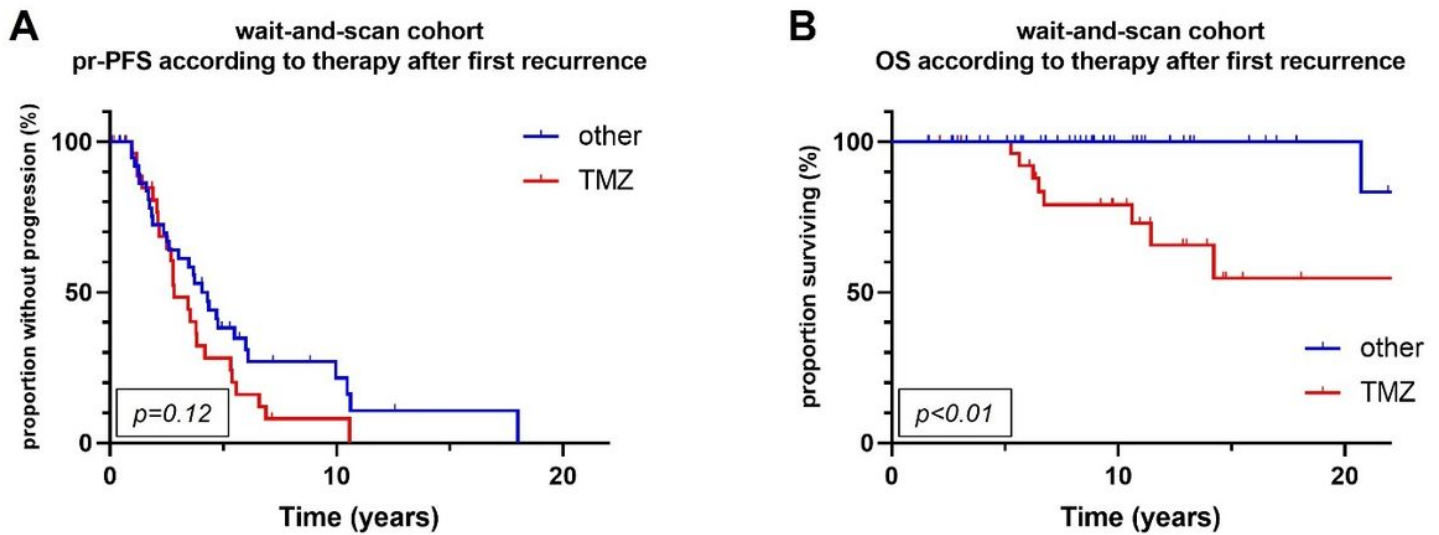 A
wait-and-scan cohort
pr-PFS according to therapy after first recurrence
proportion without progression (%)
100
50
0
other
TMZ
p=0.12
0
10
20
Time (years)
B
wait-and-scan cohort
OS according to therapy after first recurrence
proportion surviving (%)
100
50
0
other
TMZ
p<0.01
0
10
20
Time (years)